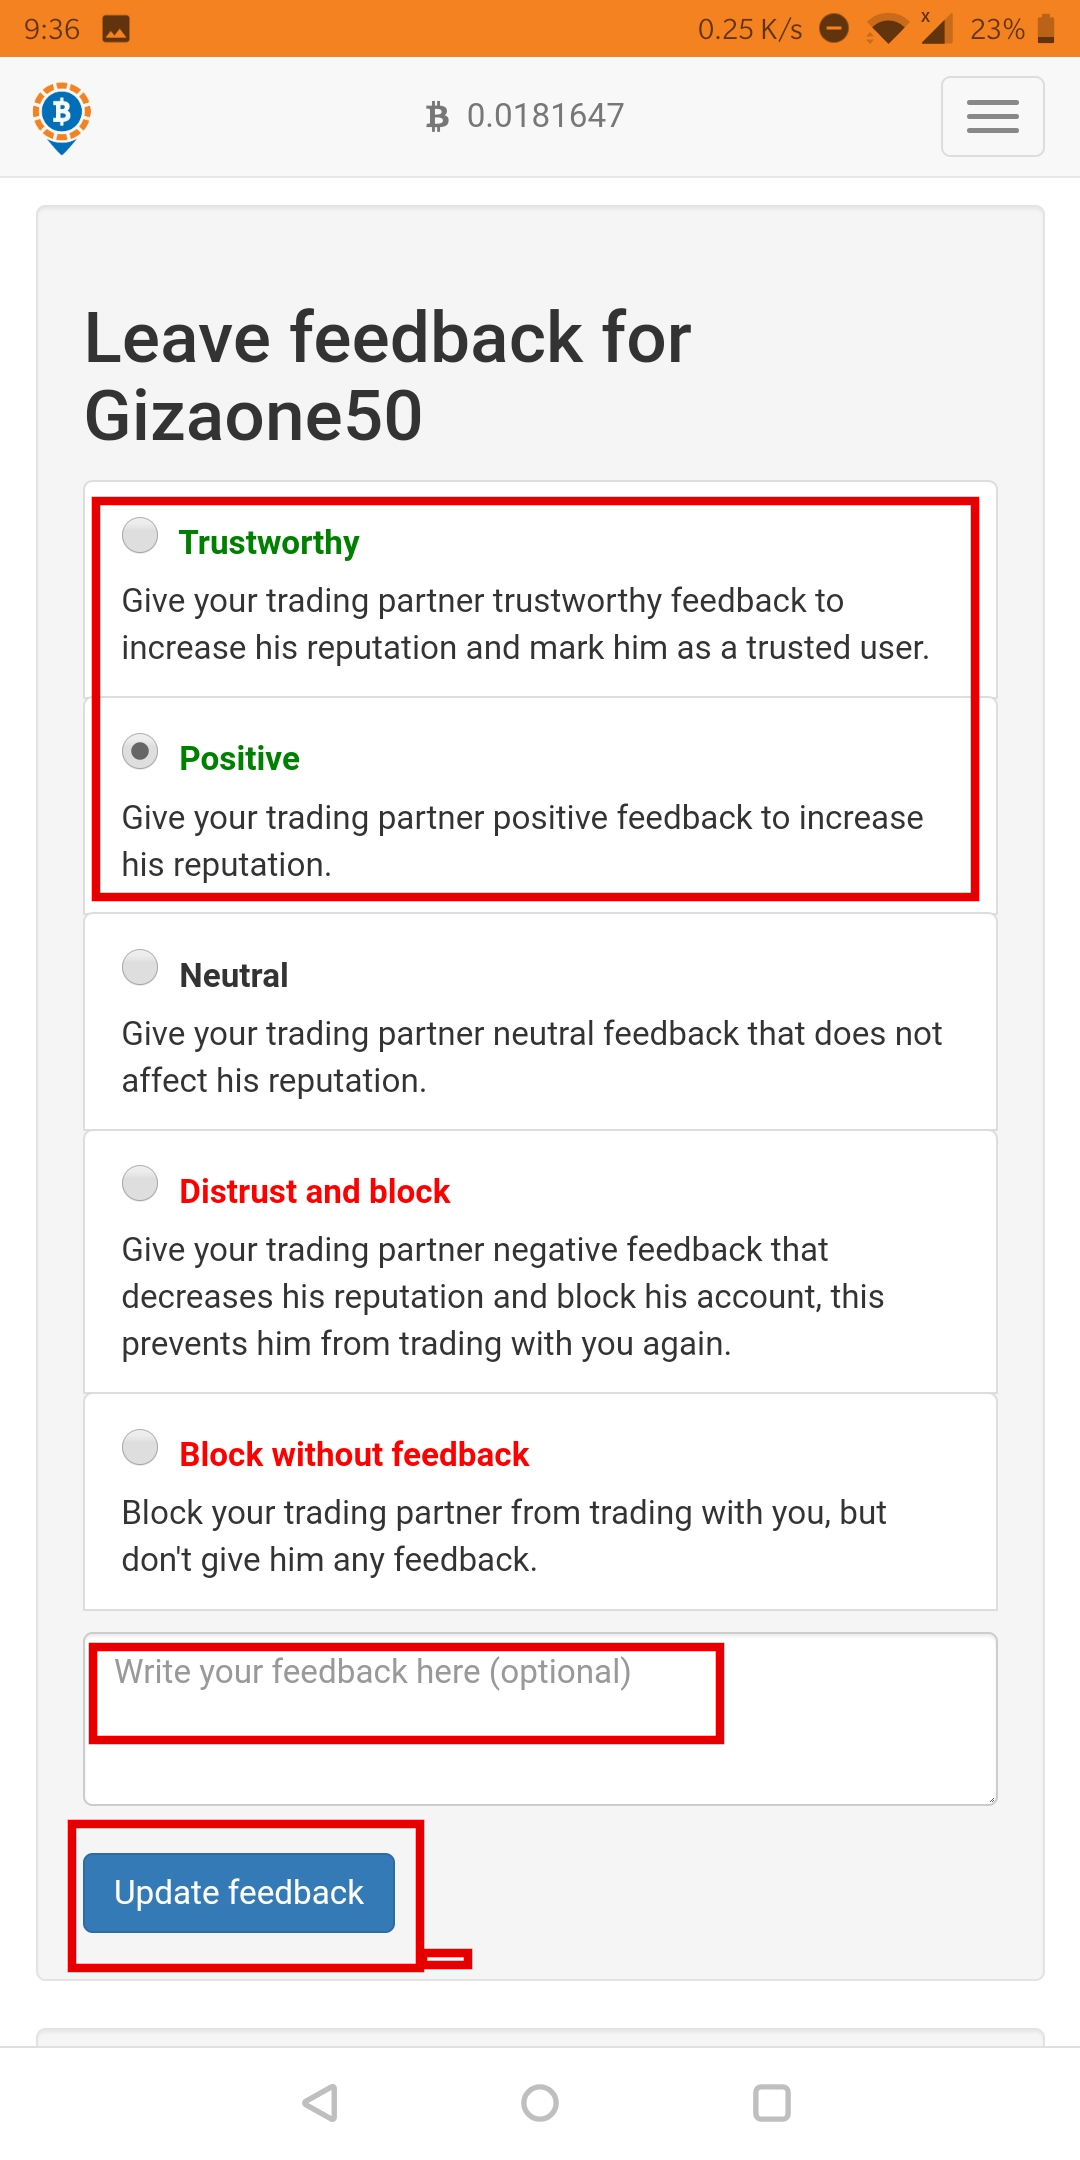 9:36 0.25 K/s x 23%
₿ 0.0181647
Leave feedback for
Gizaone50
Trustworthy
Give your trading partner trustworthy feedback to
increase his reputation and mark him as a trusted user.
Positive
Give your trading partner positive feedback to increase
his reputation.
Neutral
Give your trading partner neutral feedback that does not
affect his reputation.
Distrust and block
Give your trading partner negative feedback that
decreases his reputation and block his account, this
prevents him from trading with you again.
Block without feedback
Block your trading partner from trading with you, but
don't give him any feedback.
Write your feedback here (optional)
Update feedback